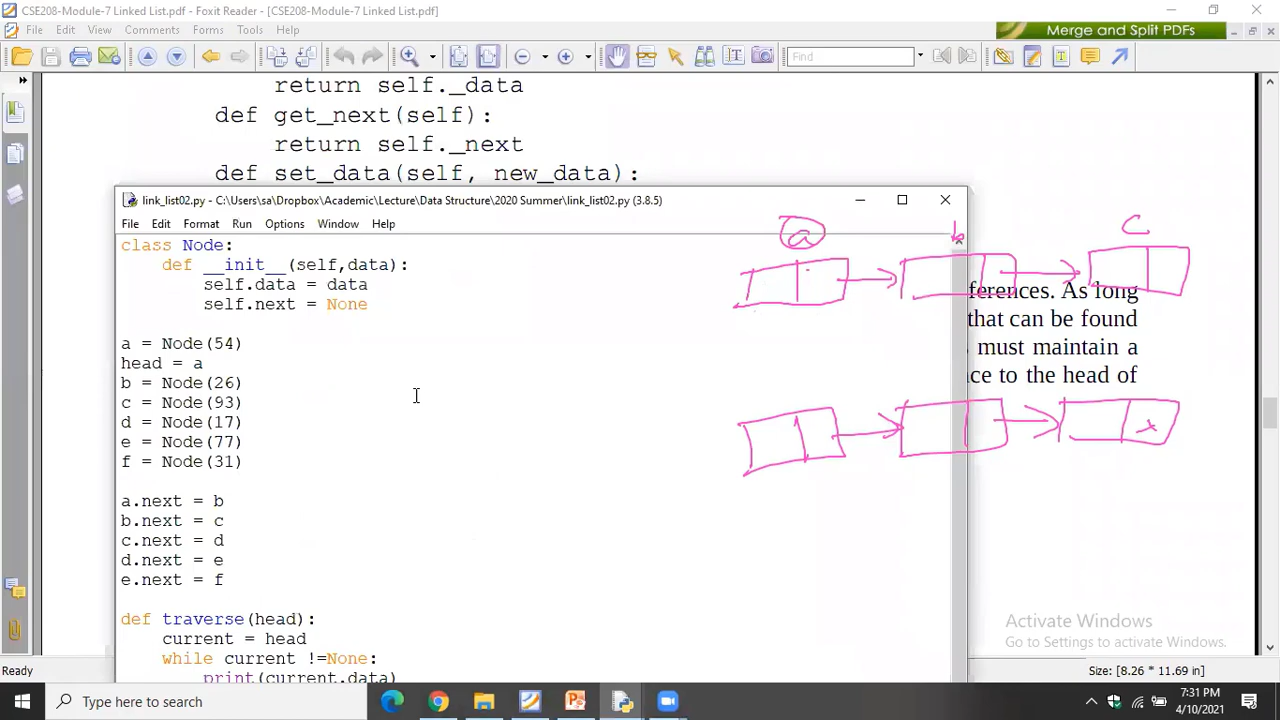 CSE208-Module-7 Linked List.pdf - Foxit Reader - [CSE208-Module-7 Linked List.pdf]
File Edit View Comments Forms Tools Help
Merge and Split PDFs
Find
return self._data
def get_next(self):
return self._next
def set_data(self, new_data):
link_list02.py - C:\Users\sa\Dropbox\Academic\Lecture\Data Structure\2020 Summer\link_list02.py (3.8.5)
File Edit Format Run Options Window Help
class Node:
def __init__(self,data):
self.data = data
self.next = None
a = Node(54)
head = a
b = Node(26)
c = Node(93)
d = Node(17)
e = Node(77)
f = Node(31)
a.next = b
b.next = c
c.next = d
d.next = e
e.next = f
def traverse(head):
current = head
while current !=None:
print(current.data)
a b c
ferences. As long
that can be found
must maintain a
ce to the head of
x
Activate Windows
Go to Settings to activate Windows.
Ready
Size: [8.26 * 11.69 in]
Type here to search
7:31 PM
4/10/2021